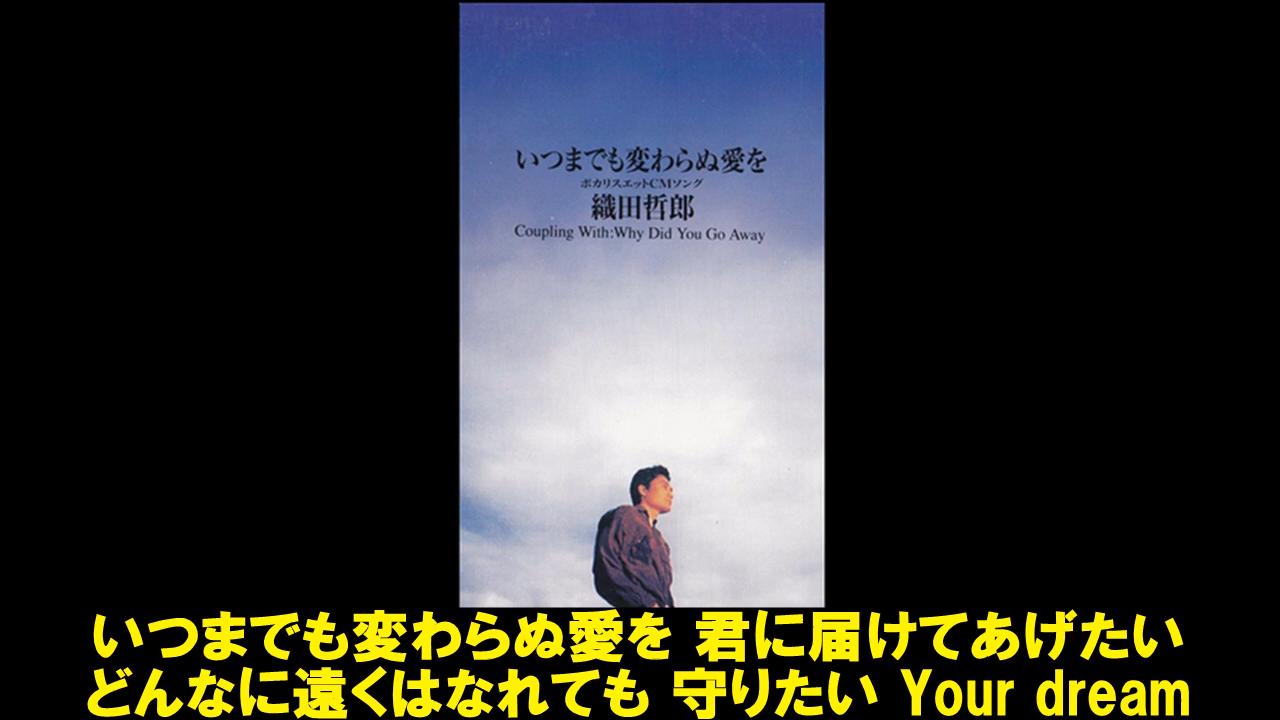 いつまでも変わらぬ愛を
ポカリスエットCMソング
織田哲郎
Coupling With:Why Did You Go Away
いつまでも変わらぬ愛を 君に届けてあげたい
どんなに遠くはなれても 守りたい Your dream